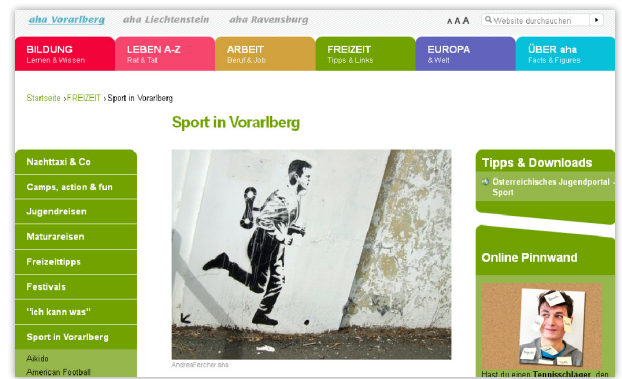 aha Vorarlberg aha Liechtenstein aha Ravensburg
A A A Website durchsuchen
BILDUNG LEBEN A-Z ARBEIT FREIZEIT EUROPA ÜBER aha
Lernen & Wissen Rat & Tat Beruf & Job Tipps & Links & Welt Facts & Figures
Startseite › FREIZEIT › Sport in Vorarlberg
Sport in Vorarlberg
Nachttaxi & Co
Camps, action & fun
Jugendreisen
Maturareisen
Freizeittipps
Festivals
"ich kann was"
Sport in Vorarlberg
Aikido
American Football
AndreaFercher.aha
Tipps & Downloads
Österreichisches Jugendportal -
Sport
Online Pinnwand
Hast du einen Tennisschläger, den